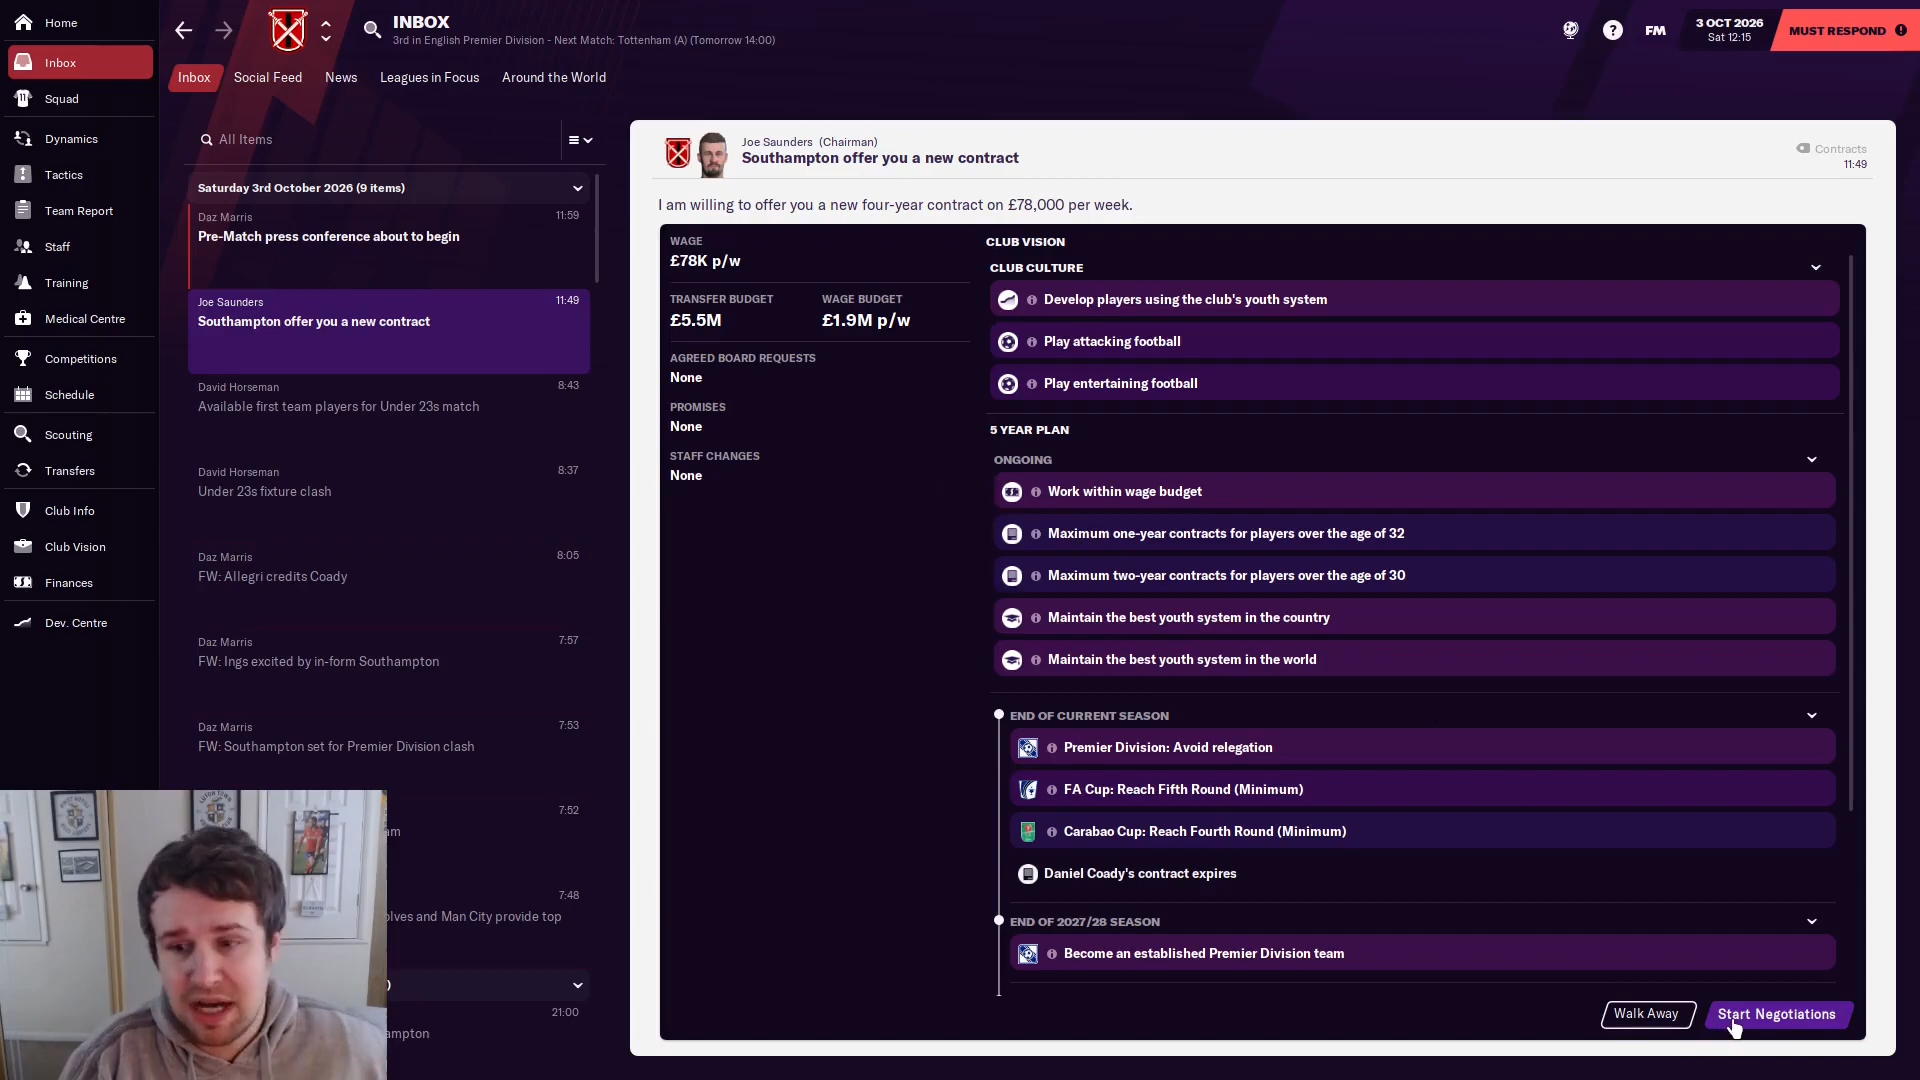 Home
Inbox
Squad
Dynamics
Tactics
Team Report
Staff
Training
Medical Centre
Competitions
Schedule
Scouting
Transfers
Club Info
Club Vision
Finances
Dev. Centre
INBOX
3rd in English Premier Division - Next Match: Tottenham (A) (Tomorrow 14:00)
FM
3 OCT 2026
Sat 12:15
MUST RESPOND
Inbox
Social Feed
News
Leagues in Focus
Around the World
All Items
Saturday 3rd October 2026 (9 items)
Daz Marris 11:59
Pre-Match press conference about to begin
Joe Saunders 11:49
Southampton offer you a new contract
David Horseman 8:43
Available first team players for Under 23s match
David Horseman 8:37
Under 23s fixture clash
Daz Marris 8:05
FW: Allegri credits Coady
Daz Marris 7:57
FW: Ings excited by in-form Southampton
Daz Marris 7:53
FW: Southampton set for Premier Division clash
7:52
am
7:48
olves and Man City provide top
)
21:00
ampton
Joe Saunders (Chairman)
Southampton offer you a new contract
Contracts
11:49
I am willing to offer you a new four-year contract on £78,000 per week.
WAGE
£78K p/w
TRANSFER BUDGET WAGE BUDGET
£5.5M £1.9M p/w
AGREED BOARD REQUESTS
None
PROMISES
None
STAFF CHANGES
None
CLUB VISION
CLUB CULTURE
Develop players using the club's youth system
Play attacking football
Play entertaining football
5 YEAR PLAN
ONGOING
Work within wage budget
Maximum one-year contracts for players over the age of 32
Maximum two-year contracts for players over the age of 30
Maintain the best youth system in the country
Maintain the best youth system in the world
END OF CURRENT SEASON
Premier Division: Avoid relegation
FA Cup: Reach Fifth Round (Minimum)
Carabao Cup: Reach Fourth Round (Minimum)
Daniel Coady's contract expires
END OF 2027/28 SEASON
Become an established Premier Division team
Walk Away
Start Negotiations